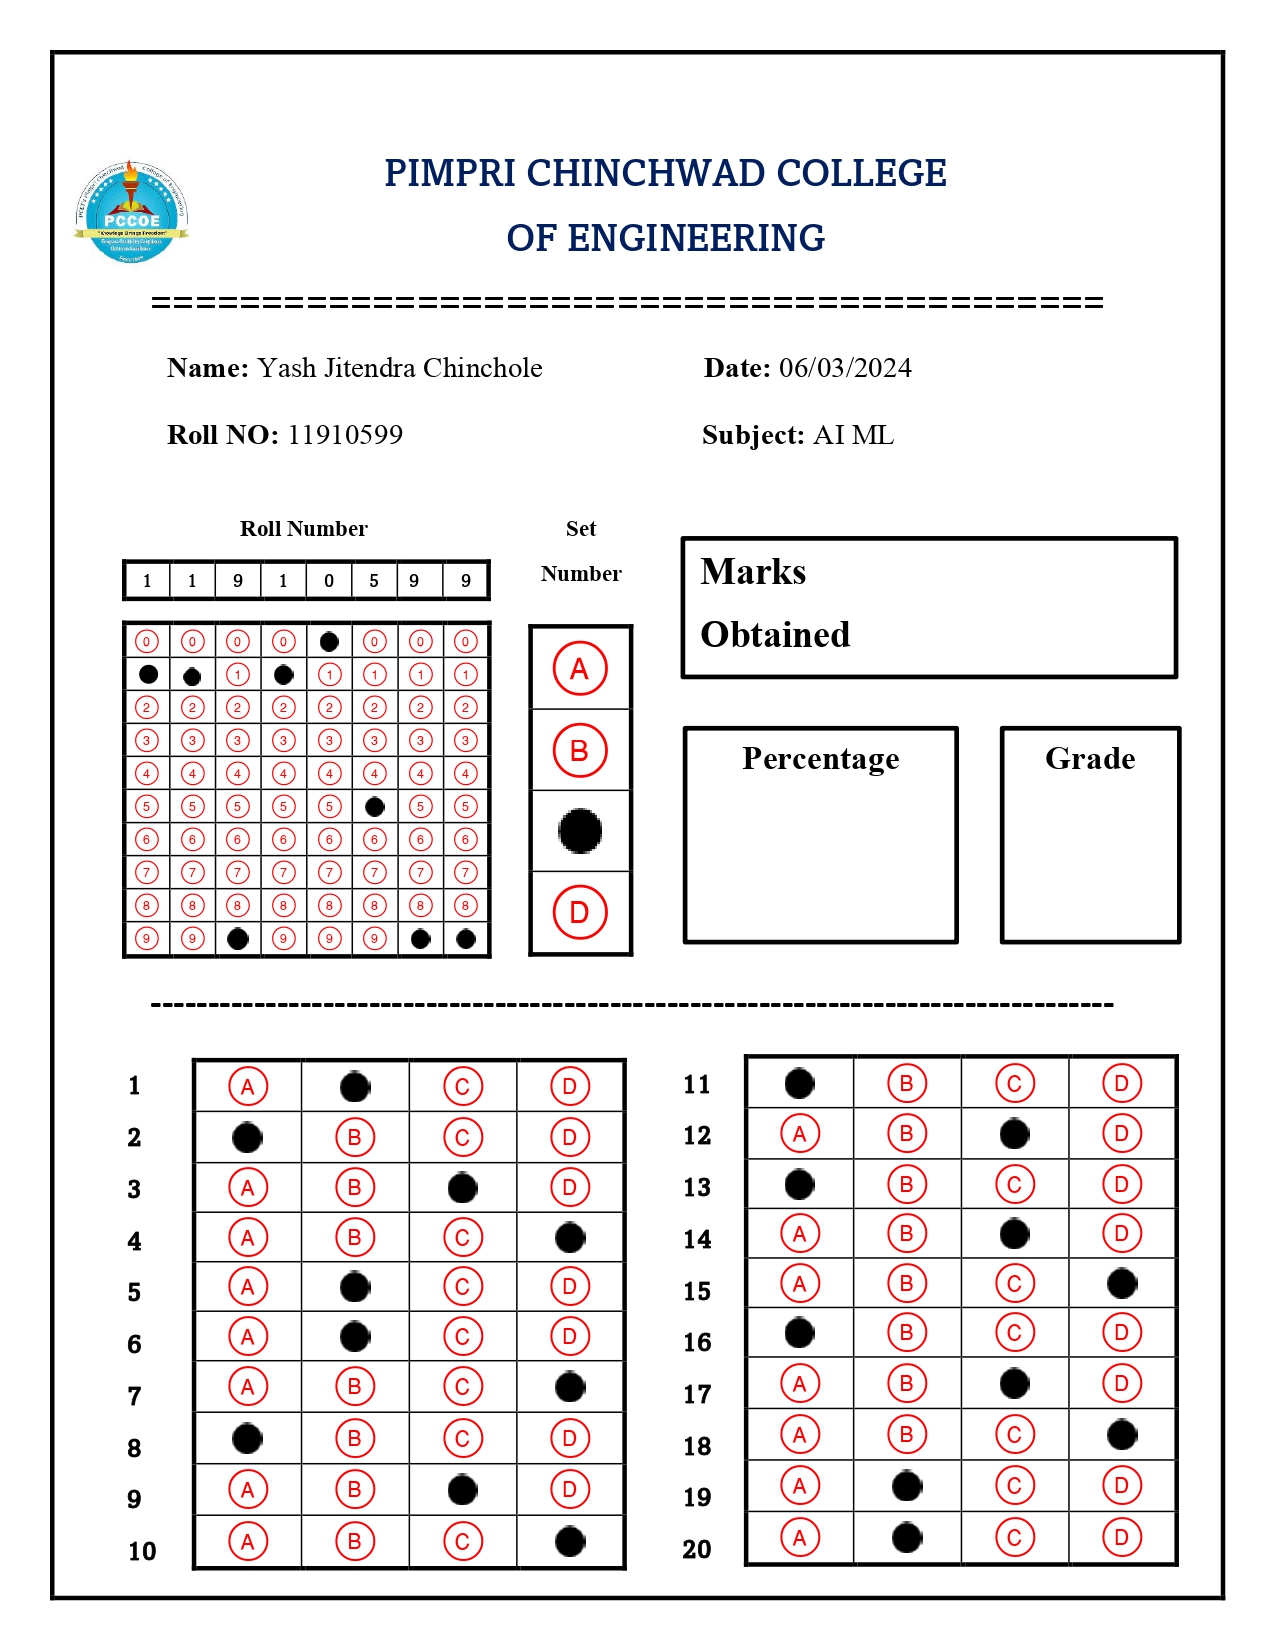 PIMPRI CHINCHWAD COLLEGE
OF ENGINEERING
PCCOE
"Knowlege Brings Freedom"
===========================================
Name: Yash Jitendra Chinchole Date: 06/03/2024
Roll NO: 11910599 Subject: AI ML
Roll Number
Set
Number
1 1 9 1 0 5 9 9
0 0 0 0 0 0 0
1 1 1 1 1
2 2 2 2 2 2 2 2
3 3 3 3 3 3 3 3
4 4 4 4 4 4 4 4
5 5 5 5 5 5 5
6 6 6 6 6 6 6 6
7 7 7 7 7 7 7 7
8 8 8 8 8 8 8 8
9 9 9 9 9
A
B
D
Marks
Obtained
Percentage
Grade
1 A C D
2 B C D
3 A B D
4 A B C
5 A C D
6 A C D
7 A B C
8 B C D
9 A B D
10 A B C
11 B C D
12 A B D
13 B C D
14 A B D
15 A B C
16 B C D
17 A B D
18 A B C
19 A C D
20 A C D